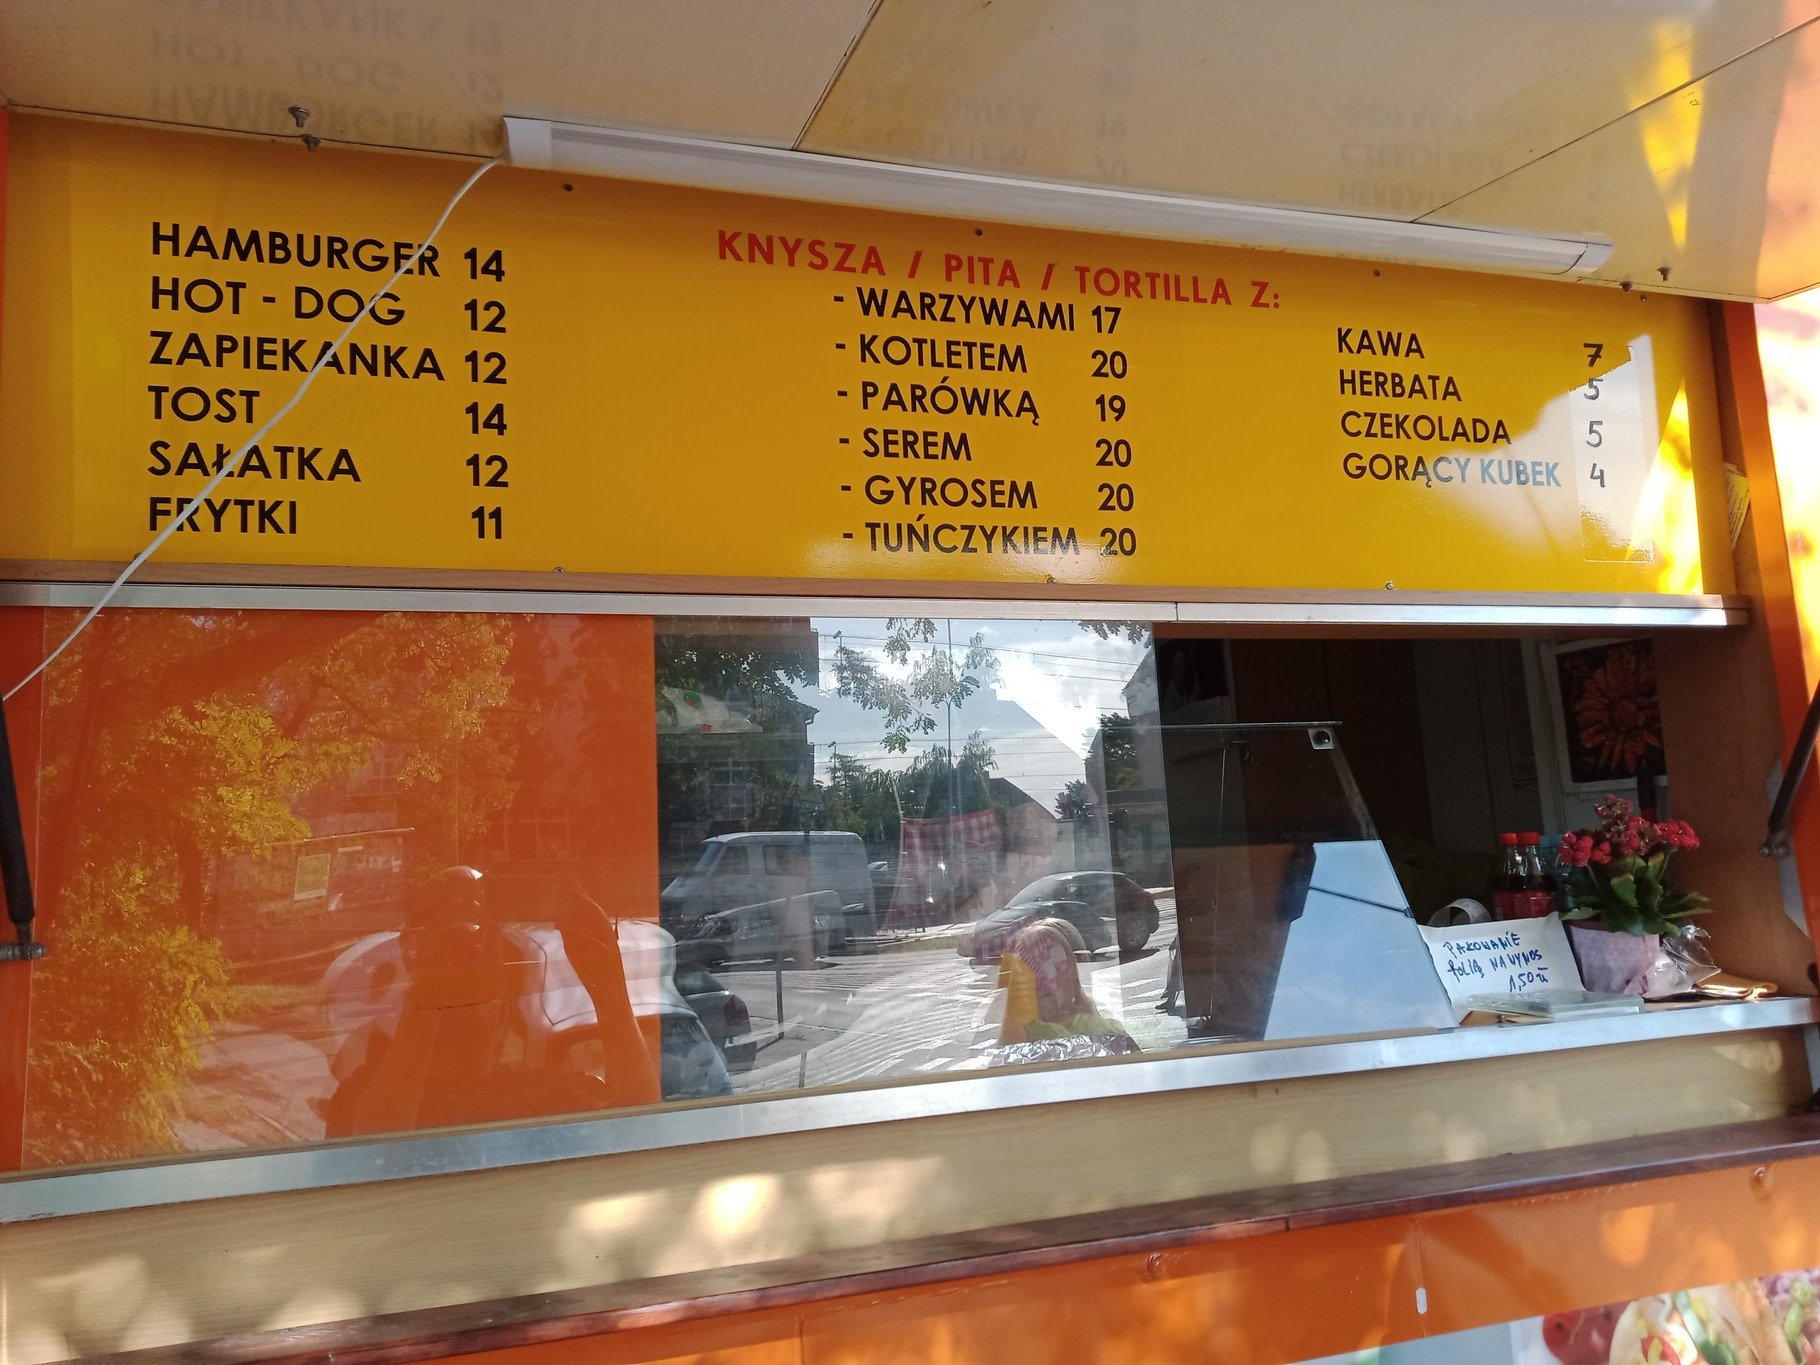 HAMBURGER 14
HOT - DOG 12
ZAPIEKANKA 12
TOST 14
SAŁATKA 12
FRYTKI 11
KNYSZA / PITA / TORTILLA Z:
- WARZYWAMI 17
- KOTLETEM 20
- PARÓWKĄ 19
- SEREM 20
- GYROSEM 20
- TUŃCZYKIEM 20
KAWA 7
HERBATA 5
CZEKOLADA 5
GORĄCY KUBEK 4
PAKOWANIE
folią NA WYNOS
1,50 zł